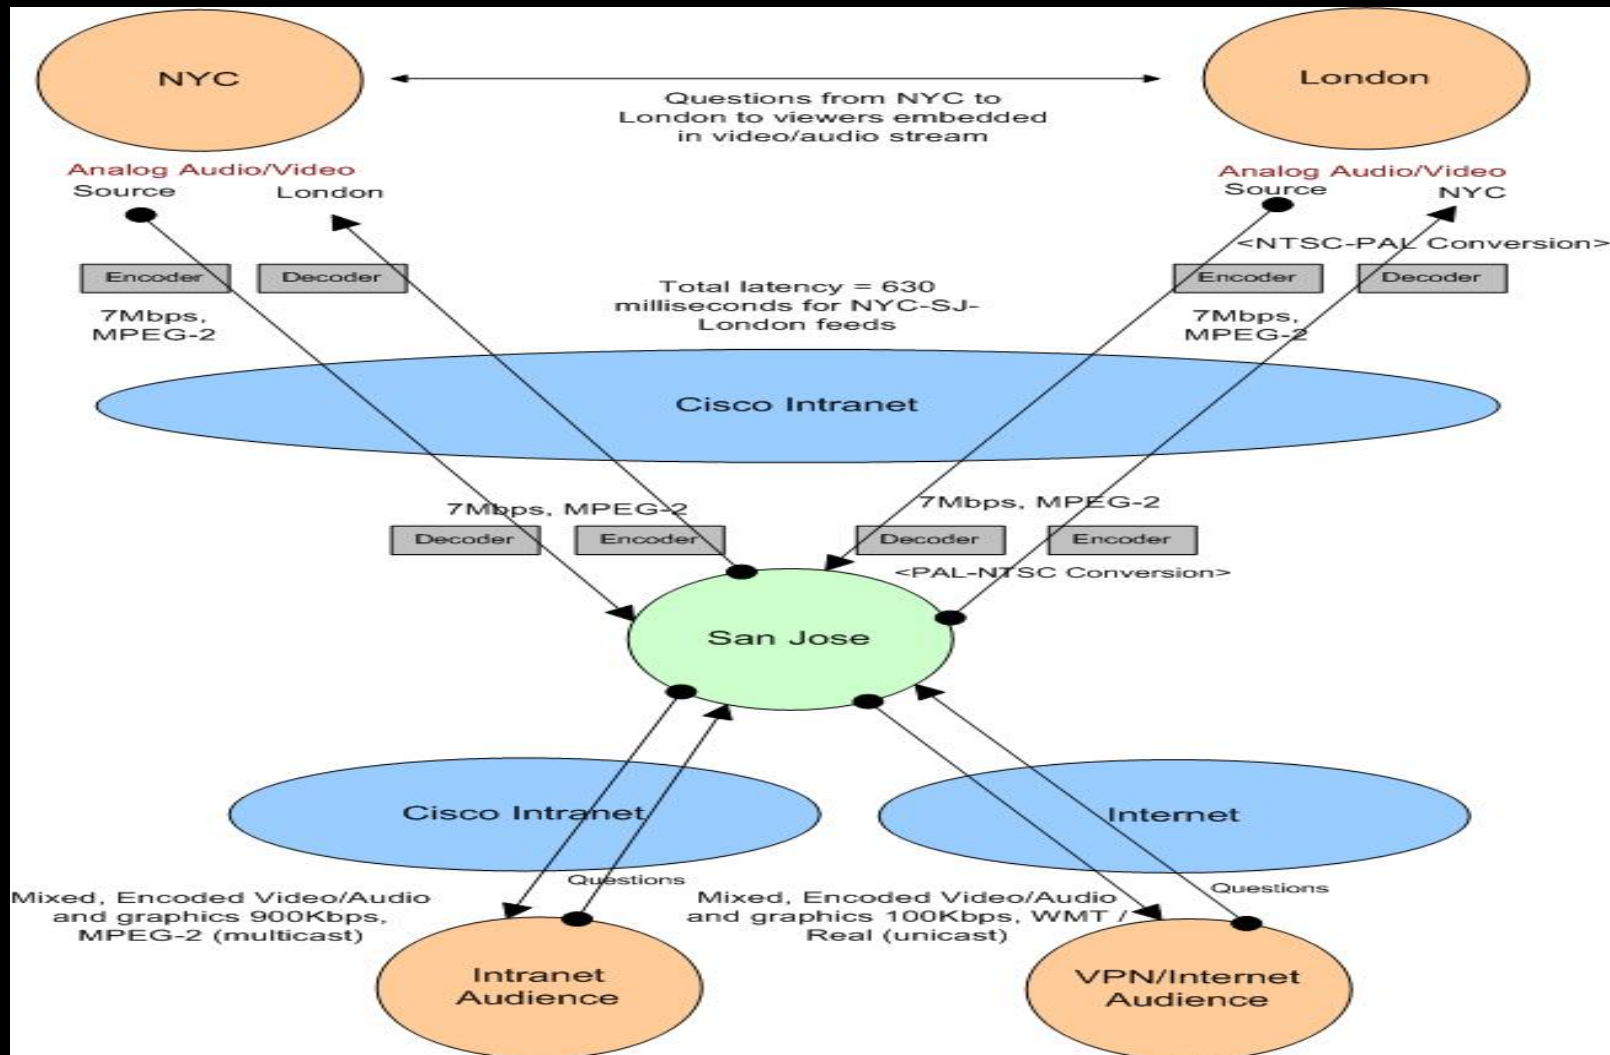 NYC
London
Questions from NYC to
London to viewers embedded
in video/audio stream
Analog Audio/Video
Source
London
Analog Audio/Video
Source
NYC
<NTSC-PAL Conversion>
Encoder
Decoder
7Mbps,
MPEG-2
Total latency = 630
milliseconds for NYC-SJ-
London feeds
Encoder
Decoder
7Mbps,
MPEG-2
Cisco Intranet
7Mbps, MPEG-2
Decoder
Encoder
7Mbps, MPEG-2
Decoder
Encoder
<PAL-NTSC Conversion>
San Jose
Cisco Intranet
Internet
Questions
Mixed, Encoded Video/Audio
and graphics 900Kbps,
MPEG-2 (multicast)
Questions
Mixed, Encoded Video/Audio
and graphics 100Kbps, WMT /
Real (unicast)
Intranet
Audience
VPN/Internet
Audience